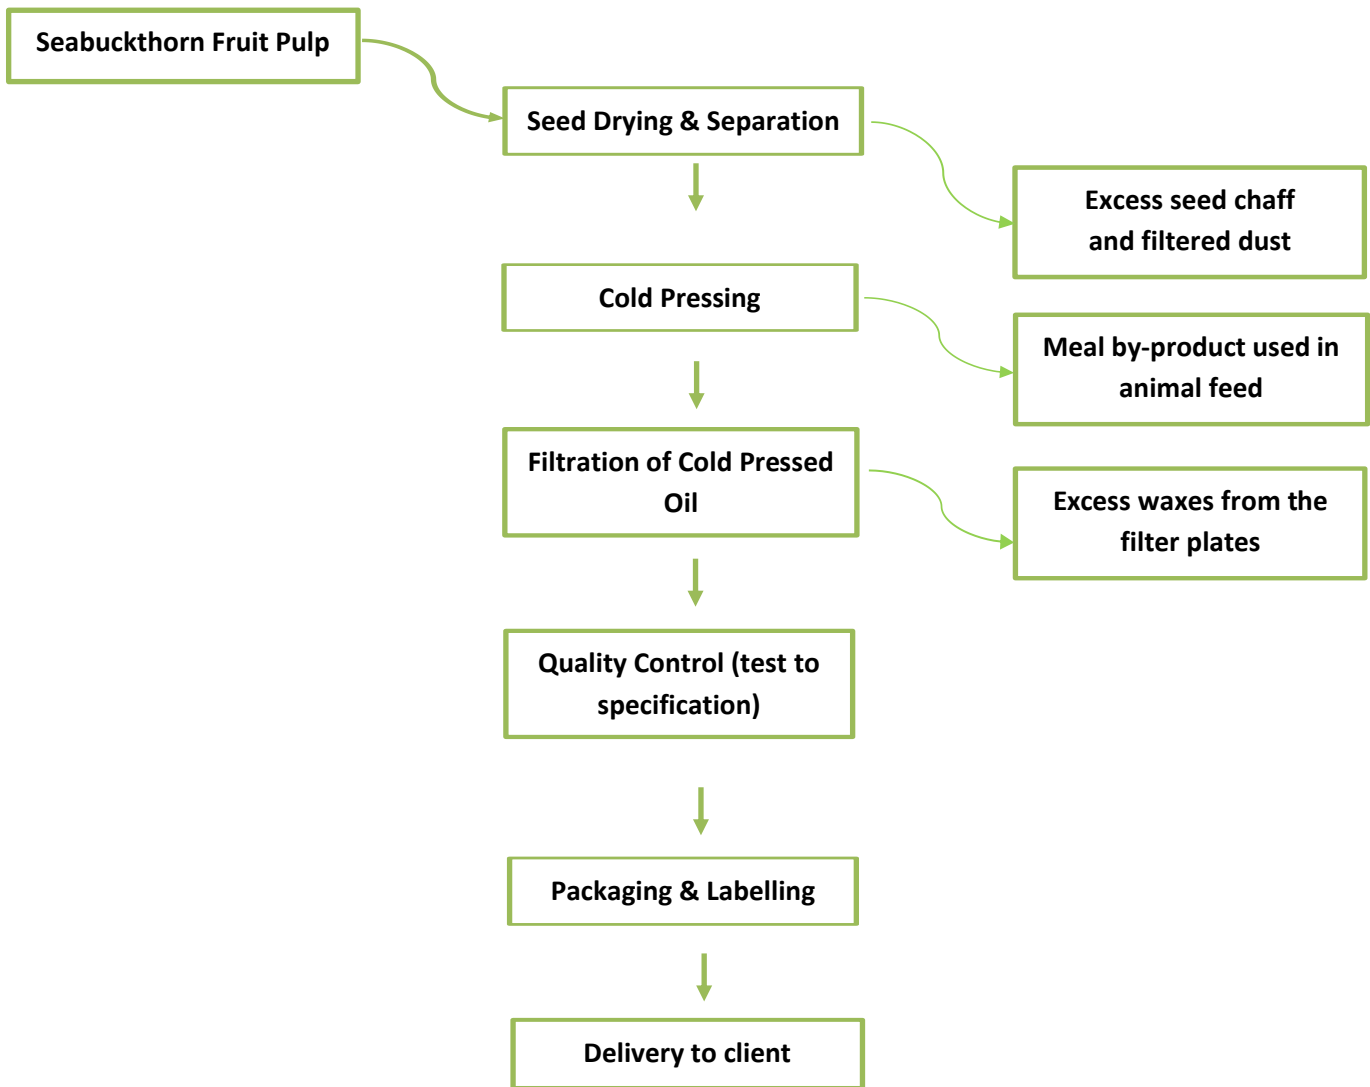 Seabuckthorn Fruit Pulp
Seed Drying & Separation
Excess seed chaff
and filtered dust
Cold Pressing
Meal by-product used in
animal feed
Filtration of Cold Pressed
Oil
Excess waxes from the
filter plates
Quality Control (test to
specification)
Packaging & Labelling
Delivery to client